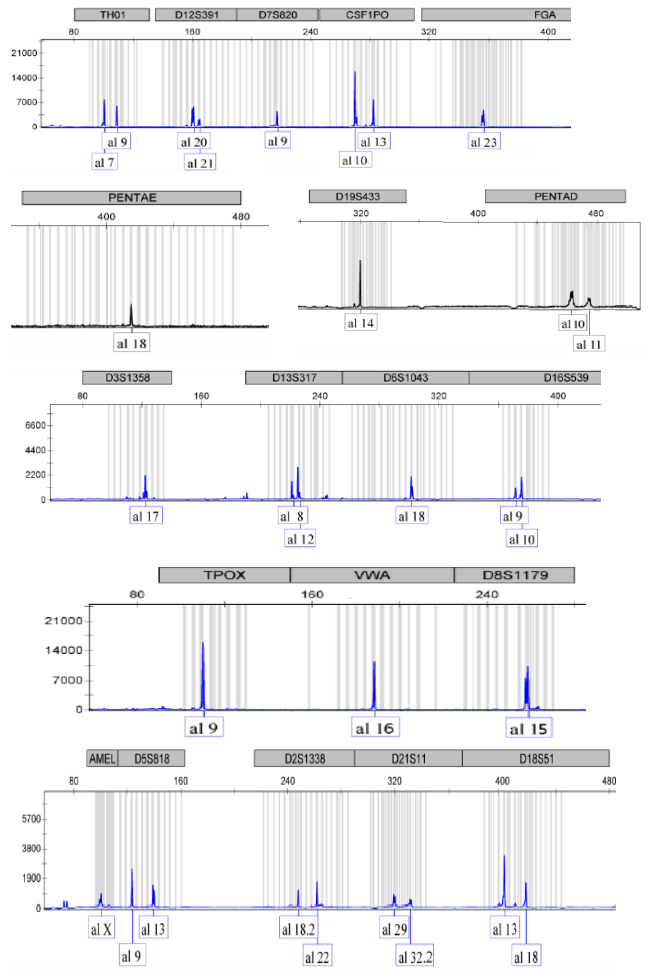 TH01 D12S391 D7S820 CSF1PO FGA
80 160 240 320 400
21000
14000
7000
0
al 9 al 20 al 9 al 13 al 23
al 7 al 21 al 10
PENTAE
400 480
al 18
D19S433 PENTAD
320 400 480
al 14 al 10
al 11
D3S1358 D13S317 D6S1043 D16S539
80 160 240 320 400
6600
4400
2200
0
al 17 al 8 al 18 al 9
al 12 al 10
TPOX VWA D8S1179
80 160 240
21000
14000
7000
0
al 9 al 16 al 15
AMEL D5S818 D2S1338 D21S11 D18S51
80 160 240 320 400 480
5700
3800
1900
0
al X al 13 al 18.2 al 29 al 13
al 9 al 22 al 32.2 al 18